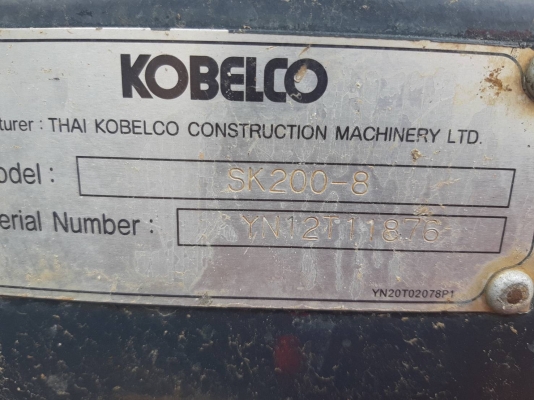 KOBELCO
turer : THAI KOBELCO CONSTRUCTION MACHINERY LTD.
odel : SK200-8
erial Number : YN12T11876
YN20T02078P1